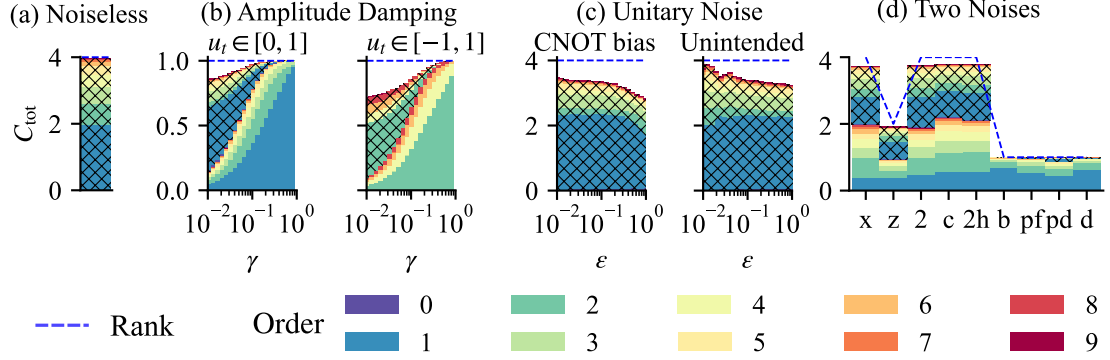 (a) Noiseless
(b) Amplitude Damping
(c) Unitary Noise
(d) Two Noises
u_t ∈ [0, 1]
u_t ∈ [−1, 1]
CNOT bias
Unintended
C_tot
4
2
0
1.0
0.5
0.0
4
2
0
4
2
0
10^−2 10^−1 10^0
10^−2 10^−1 10^0
10^−2 10^−1 10^0
10^−2 10^−1 10^0
x z 2 c 2h b pf pd d
γ
γ
ε
ε
Rank
Order
0
2
4
6
8
1
3
5
7
9